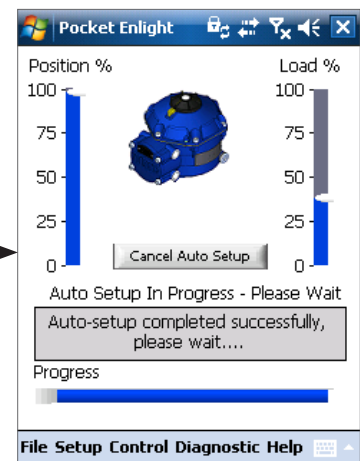 Pocket Enlight
Position %
Load %
100
100
75
75
50
50
25
25
0
0
Cancel Auto Setup
Auto Setup In Progress - Please Wait
Auto-setup completed successfully,
please wait....
Progress
File Setup Control Diagnostic Help